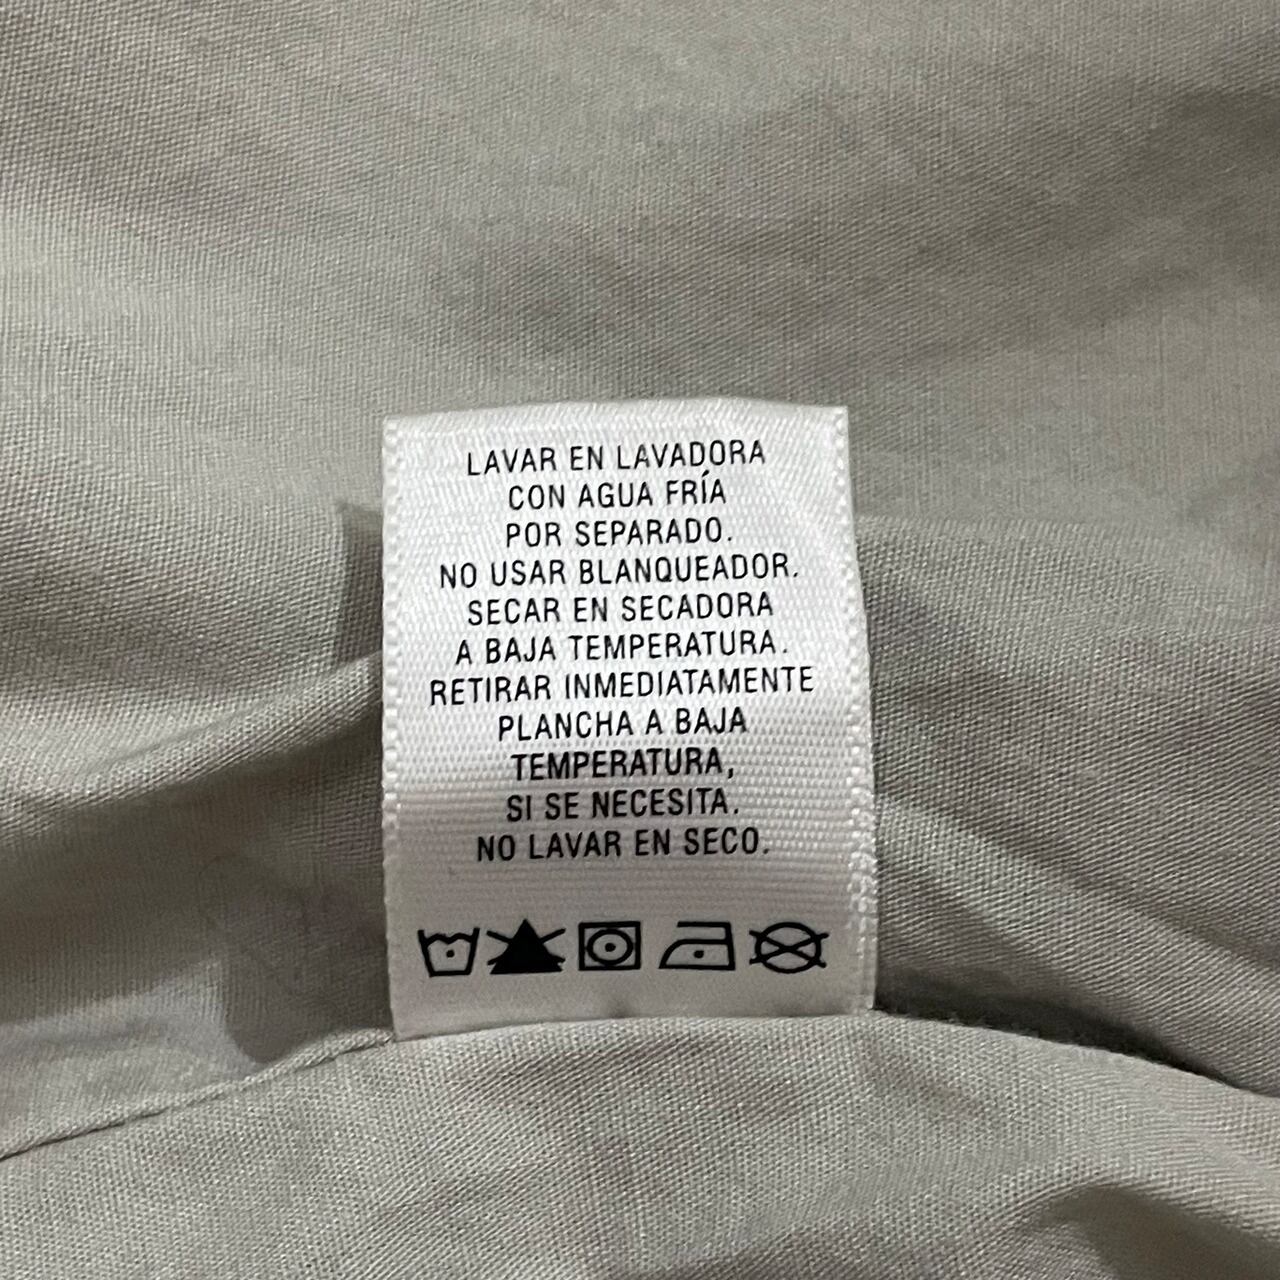 LAVAR EN LAVADORA
CON AGUA FRÍA
POR SEPARADO.
NO USAR BLANQUEADOR.
SECAR EN SECADORA
A BAJA TEMPERATURA.
RETIRAR INMEDIATAMENTE
PLANCHA A BAJA
TEMPERATURA,
SI SE NECESITA.
NO LAVAR EN SECO.